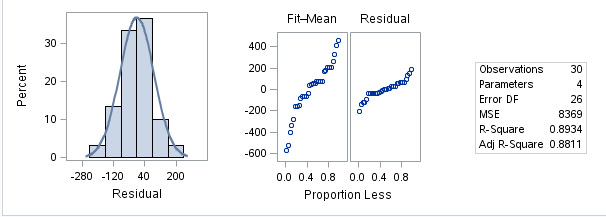 Percent
30
20
10
0
-280 -120 40 200
Residual
Fit–Mean Residual
400
200
0
-200
-400
-600
0.0 0.4 0.8 0.0 0.4 0.8
Proportion Less
Observations 30
Parameters 4
Error DF 26
MSE 8369
R-Square 0.8934
Adj R-Square 0.8811